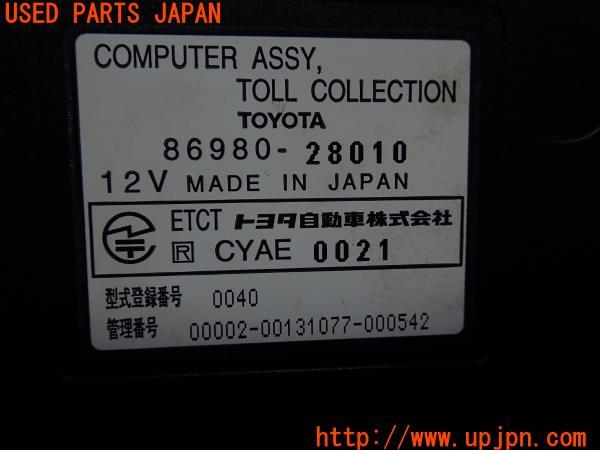 USED PARTS JAPAN
COMPUTER ASSY,
TOLL COLLECTION
TOYOTA
86980-28010
12V MADE IN JAPAN
ETCT トヨタ自動車株式会社
R CYAE 0021
型式登録番号 0040
管理番号 00002-00131077-000542
http://www.upjpn.com/